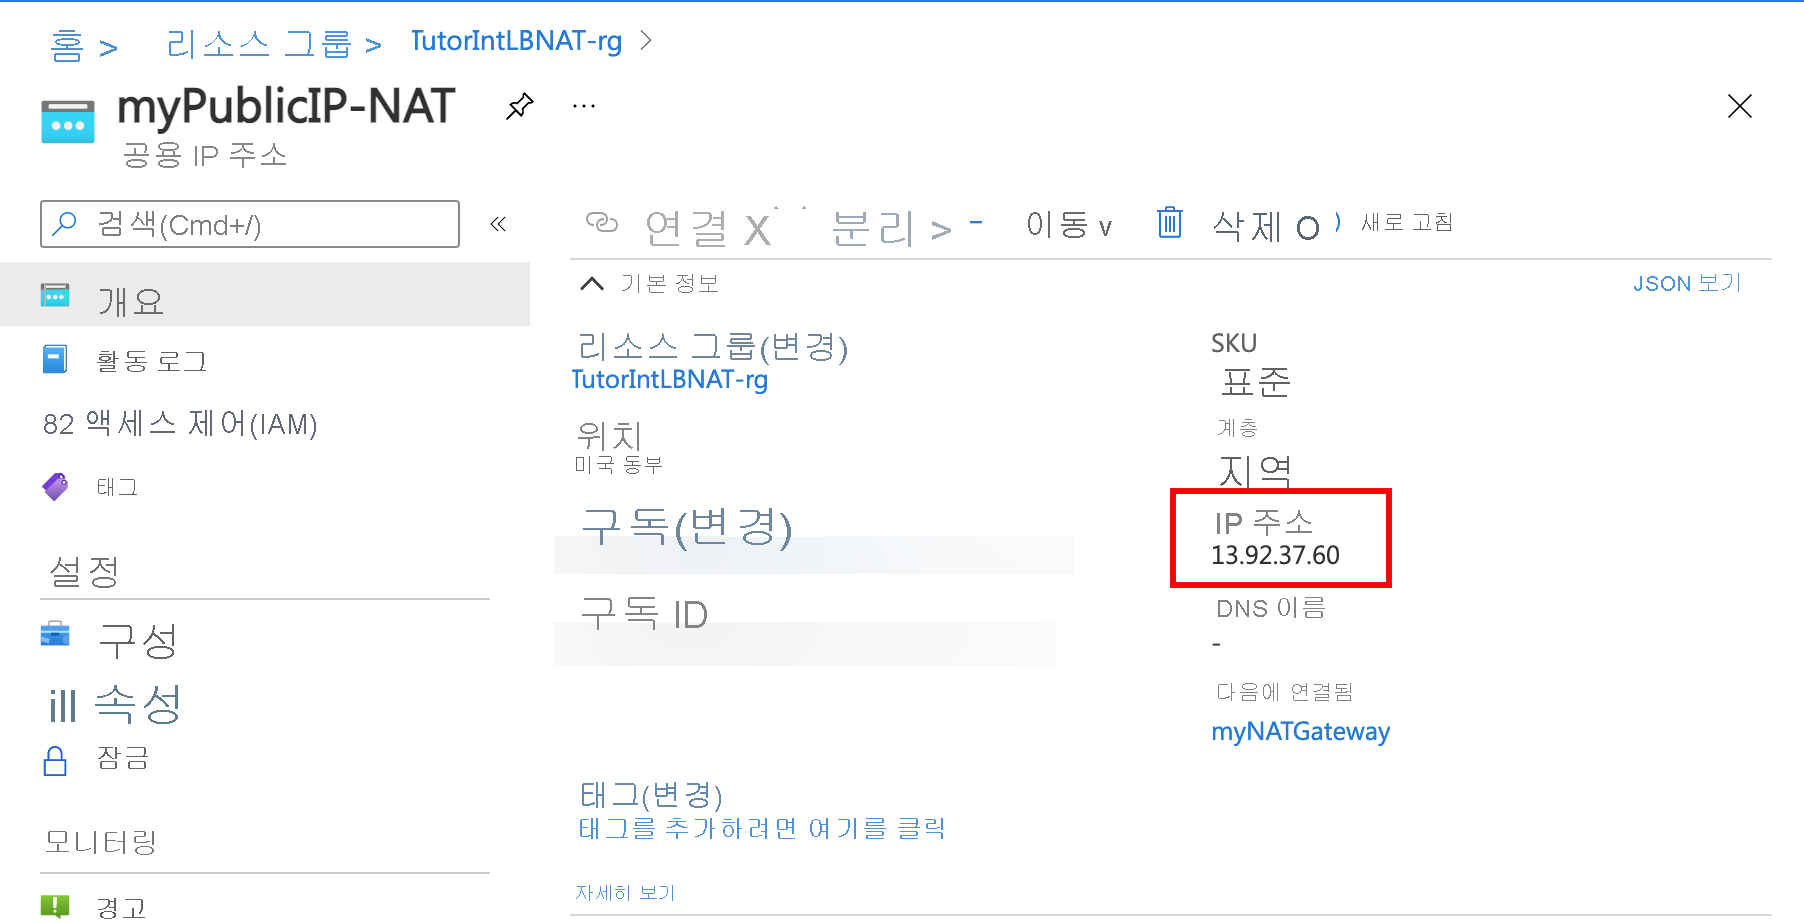 홈 > 리소스 그룹 > TutorIntLBNAT-rg >
myPublicIP-NAT ...
공용 IP 주소
검색(Cmd+/) «
개요
활동 로그
82 액세스 제어(IAM)
태그
설정
구성
ill 속성
잠금
모니터링
경고
연결 X 분리 > - 이동 v 삭제 O 새로 고침
기본 정보 JSON 보기
리소스 그룹(변경)
TutorIntLBNAT-rg
위치
미국 동부
구독(변경)
구독 ID
SKU
표준
계층
지역
IP 주소
13.92.37.60
DNS 이름
-
다음에 연결됨
myNATGateway
태그(변경)
태그를 추가하려면 여기를 클릭
자세히 보기